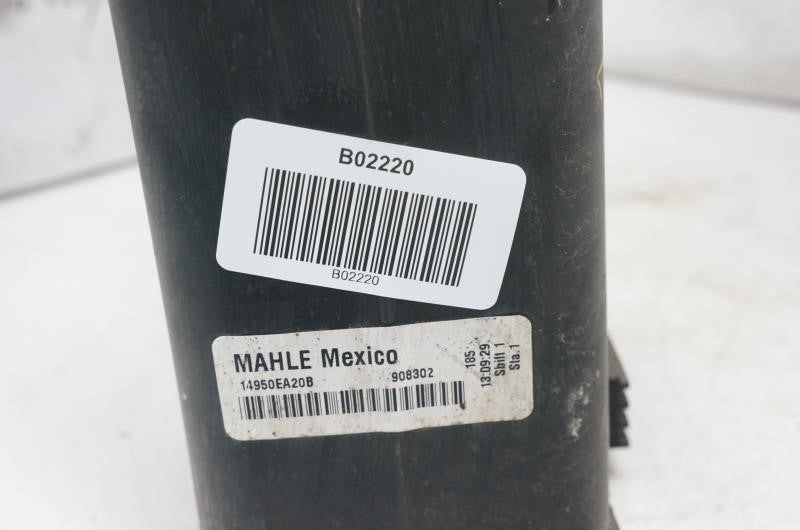 B02220
B02220
MAHLE Mexico
14950EA20B 908302
185
13:09:29
Shift 1
Sta.1